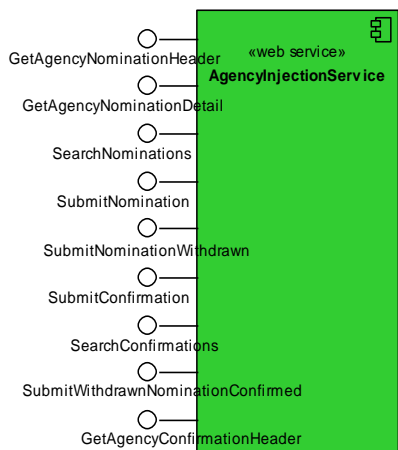 «web service»
AgencyInjectionService
GetAgencyNominationHeader
GetAgencyNominationDetail
SearchNominations
SubmitNomination
SubmitNominationWithdrawn
SubmitConfirmation
SearchConfirmations
SubmitWithdrawnNominationConfirmed
GetAgencyConfirmationHeader